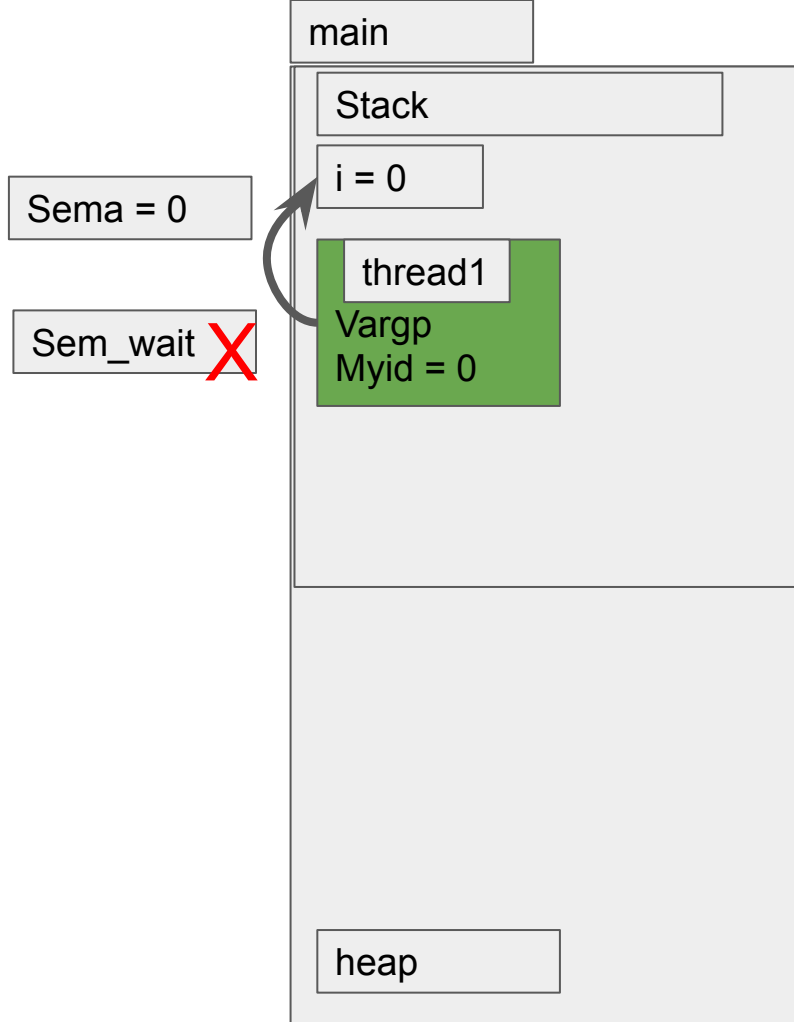 main
Stack
i = 0
Sema = 0
thread1
Vargp
Sem_wait X
Myid = 0
heap